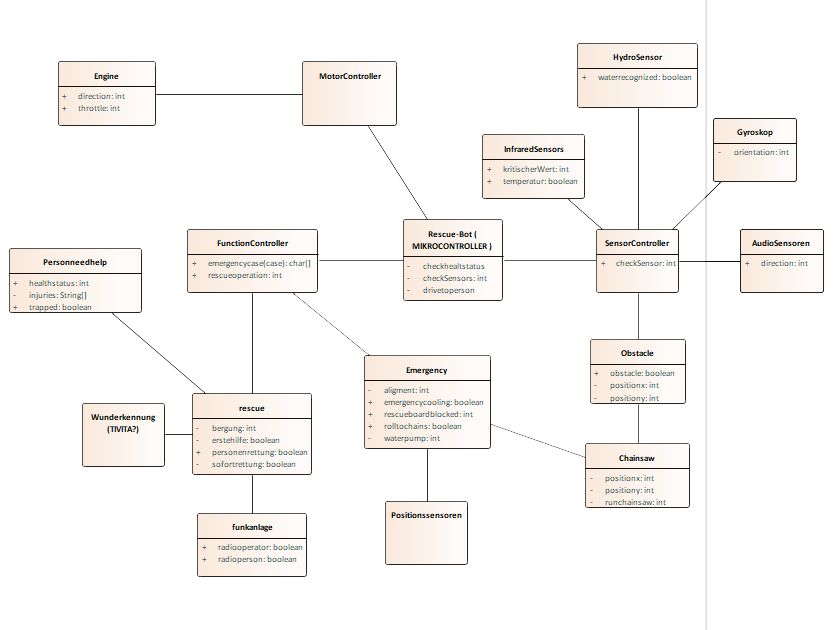 HydroSensor
+ waterrecognized: boolean
Engine
+ direction: int
+ throttle: int
MotorController
Gyroskop
- orientation: int
InfraredSensors
+ kritischerWert: int
+ temperatur: boolean
Rescue-Bot (
MIKROCONTROLLER )
- checkhealtstatus
- checkSensors: int
- drivetoperson
FunctionController
+ emergencycase(case): char[]
+ rescueoperation: int
SensorController
+ checkSensor: int
AudioSensoren
+ direction: int
Personneedhelp
+ healthstatus: int
- injuries: String[]
+ trapped: boolean
Obstacle
+ obstacle: boolean
- positionx: int
- positiony: int
Emergency
- aligment: int
+ emergencycooling: boolean
+ rescueboardblocked: int
+ rolltochains: boolean
- waterpump: int
rescue
- bergung: int
- erstehilfe: boolean
+ personenrettung: boolean
- sofortrettung: boolean
Wunderkennung
(TIVITA?)
Chainsaw
- positionx: int
- positiony: int
- runchainsaw: int
Positionssensoren
funkanlage
+ radiooperator: boolean
+ radioperson: boolean